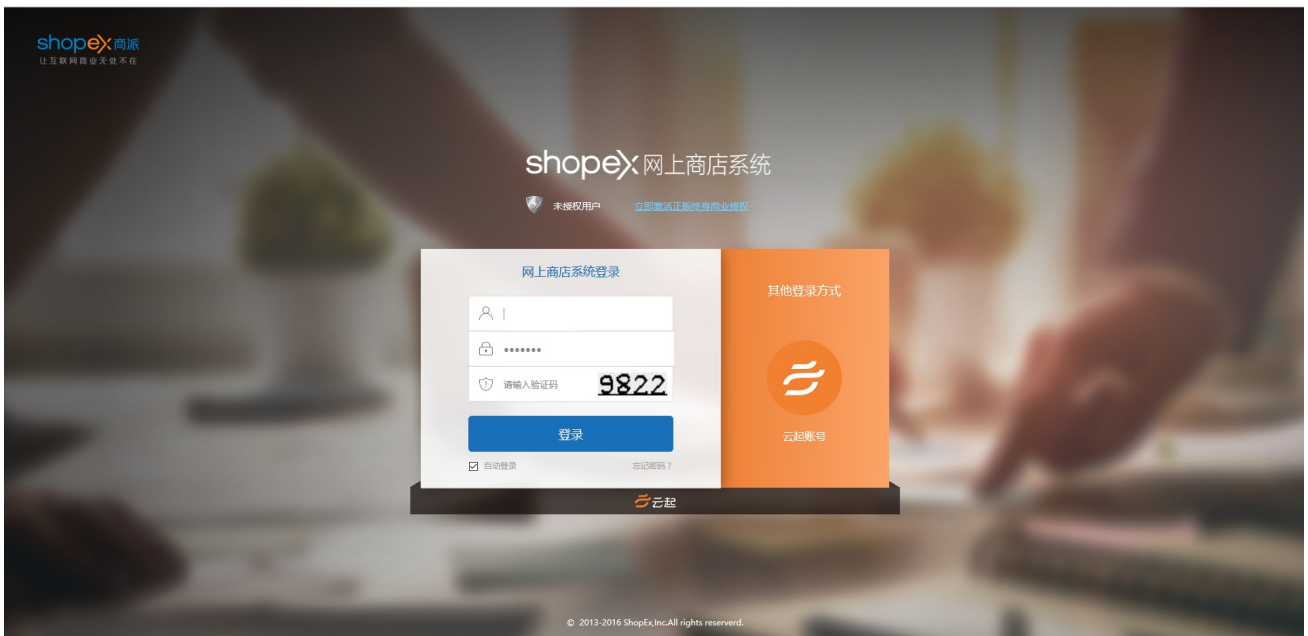 shopex商派
让互联网商业无处不在
shopex网上商店系统
未授权用户 立即激活正版终身商业授权
网上商店系统登录
其他登录方式
请输入验证码 9822
登录
云起账号
自动登录 忘记密码？
云起
© 2013-2016 ShopEx,Inc.All rights reserverd.